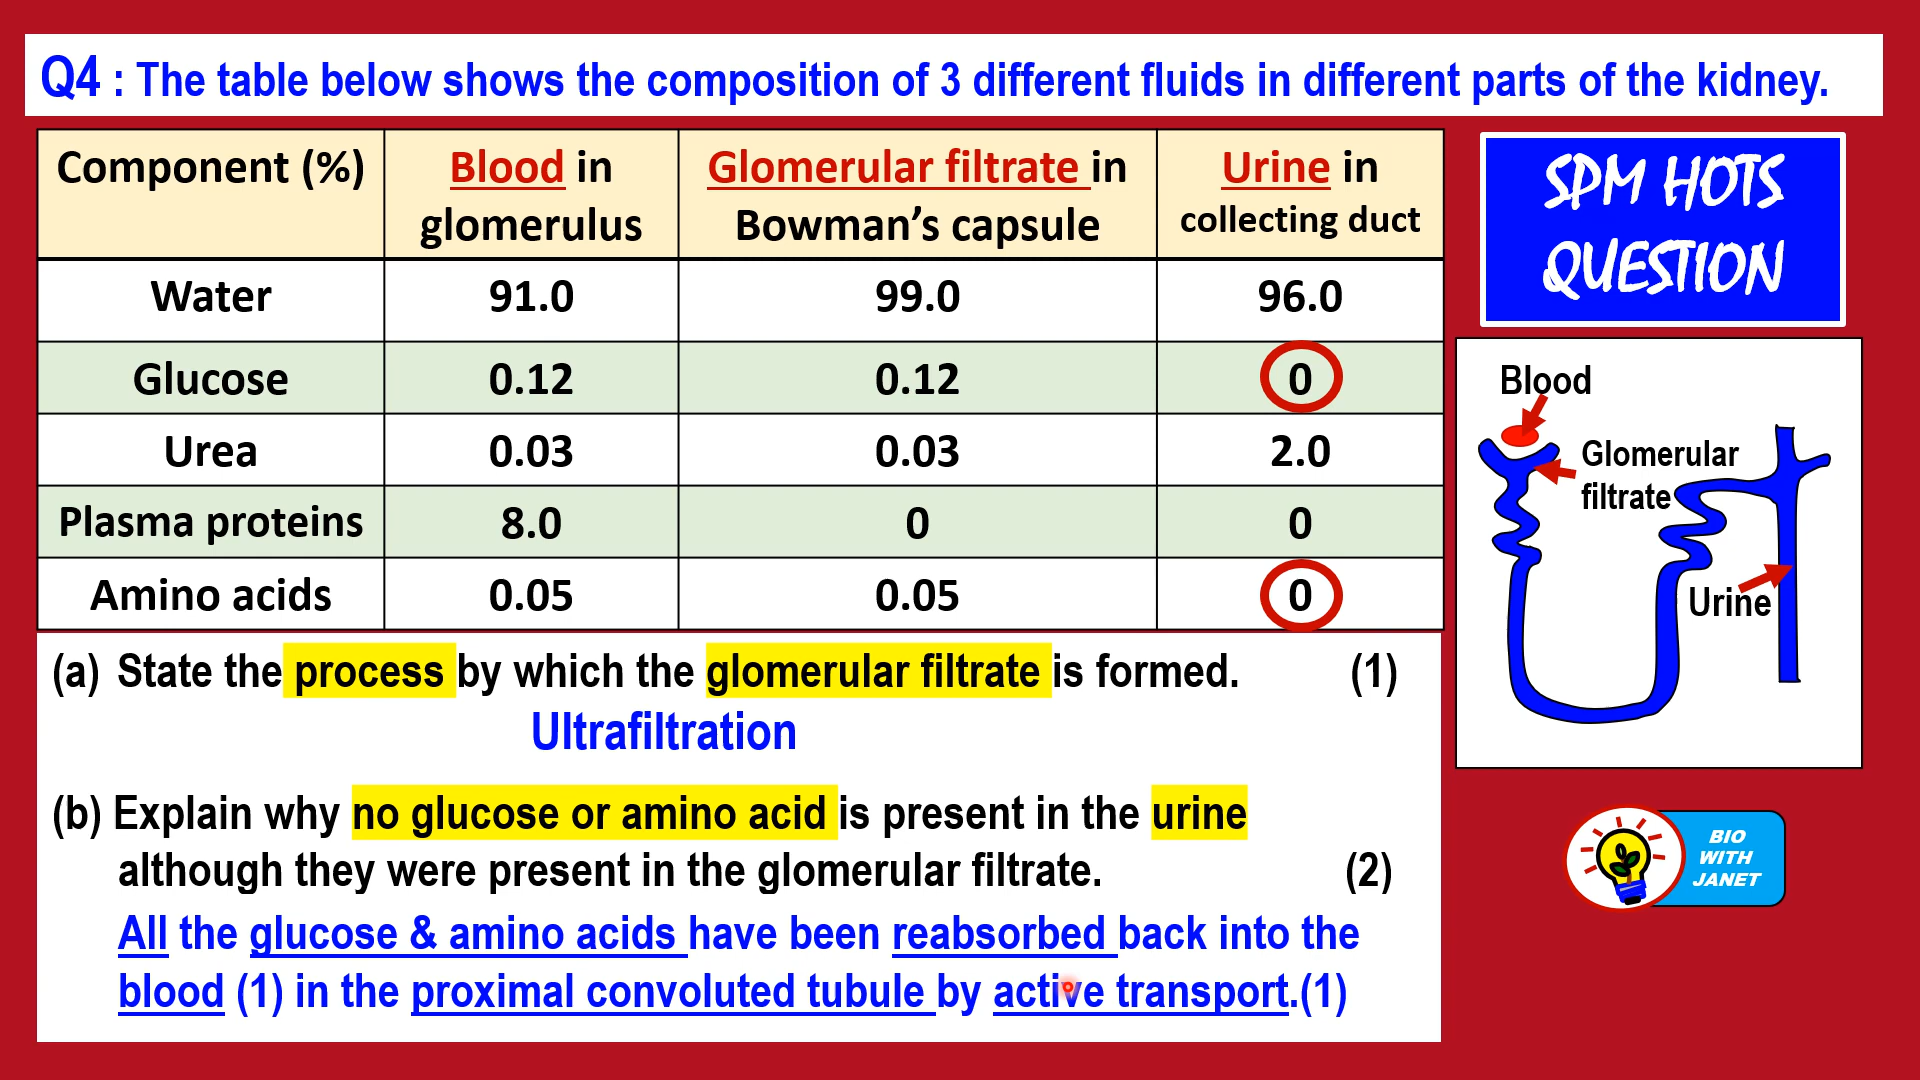 Q4 : The table below shows the composition of 3 different fluids in different parts of the kidney.
Component (%) Blood in glomerulus Glomerular filtrate in Bowman's capsule Urine in collecting duct
Water 91.0 99.0 96.0
Glucose 0.12 0.12 0
Urea 0.03 0.03 2.0
Plasma proteins 8.0 0 0
Amino acids 0.05 0.05 0
(a) State the process by which the glomerular filtrate is formed. (1)
Ultrafiltration
(b) Explain why no glucose or amino acid is present in the urine
although they were present in the glomerular filtrate. (2)
All the glucose & amino acids have been reabsorbed back into the
blood (1) in the proximal convoluted tubule by active transport.(1)
SPM HOTS
QUESTION
Blood
Glomerular
filtrate
Urine
BIO
WITH
JANET